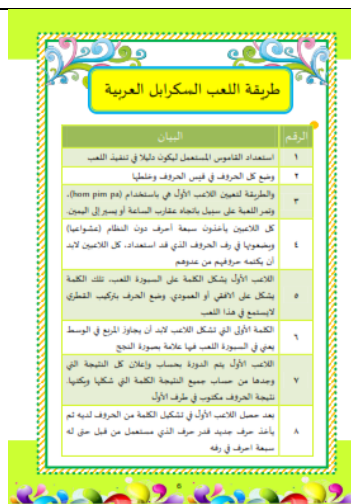 طريقة اللعب السكرابل العربية
الرقم البيان
١ استعداد القاموس المستعمل ليكون دليلا في تنفيذ اللعب
٢ وضع كل الحروف في فيس الحروف وخلطها
٣ والطريقة لتعيين اللاعب الأول هي باستخدام (hom pim pa)،
وتمر اللعبة على سبيل باتجاه عقارب الساعة أو يسير إلى اليمين.
٤ كل اللاعبين يأخذون سبعة أحرف دون النظام (عشوائيا)
ويضعونها في رف الحروف الذي قد استعداد، كل اللاعبين لابد
أن يكتمه حروفهم من عدوهم
٥ اللاعب الأول يشكل الكلمة على السبورة اللعب، تلك الكلمة
يشكل على الافقي أو العمودي. وضع الحرف بتركيب القطري
لايستمع في هذا اللعب
٦ الكلمة الأولى التي تشكل اللاعب لابد أن يجاوز المربع في الوسط
يعني في السبورة اللعب فيها علامة بصورة النجح
٧ اللاعب الأول يتم الدورة بحساب وإعلان كل النتيجة التي
وجدها من حساب جميع النتيجة الكلمة التي شكلها ويكتبها.
نتيجة الحروف مكتوب في طرف الأول
٨ بعد حصل اللاعب الأول في تشكيل الكلمة من الحروف لديه ثم
يأخذ حرف جديد قدر حرف الذي مستعمل من قبل حتى له
سبعة احرف في رفه